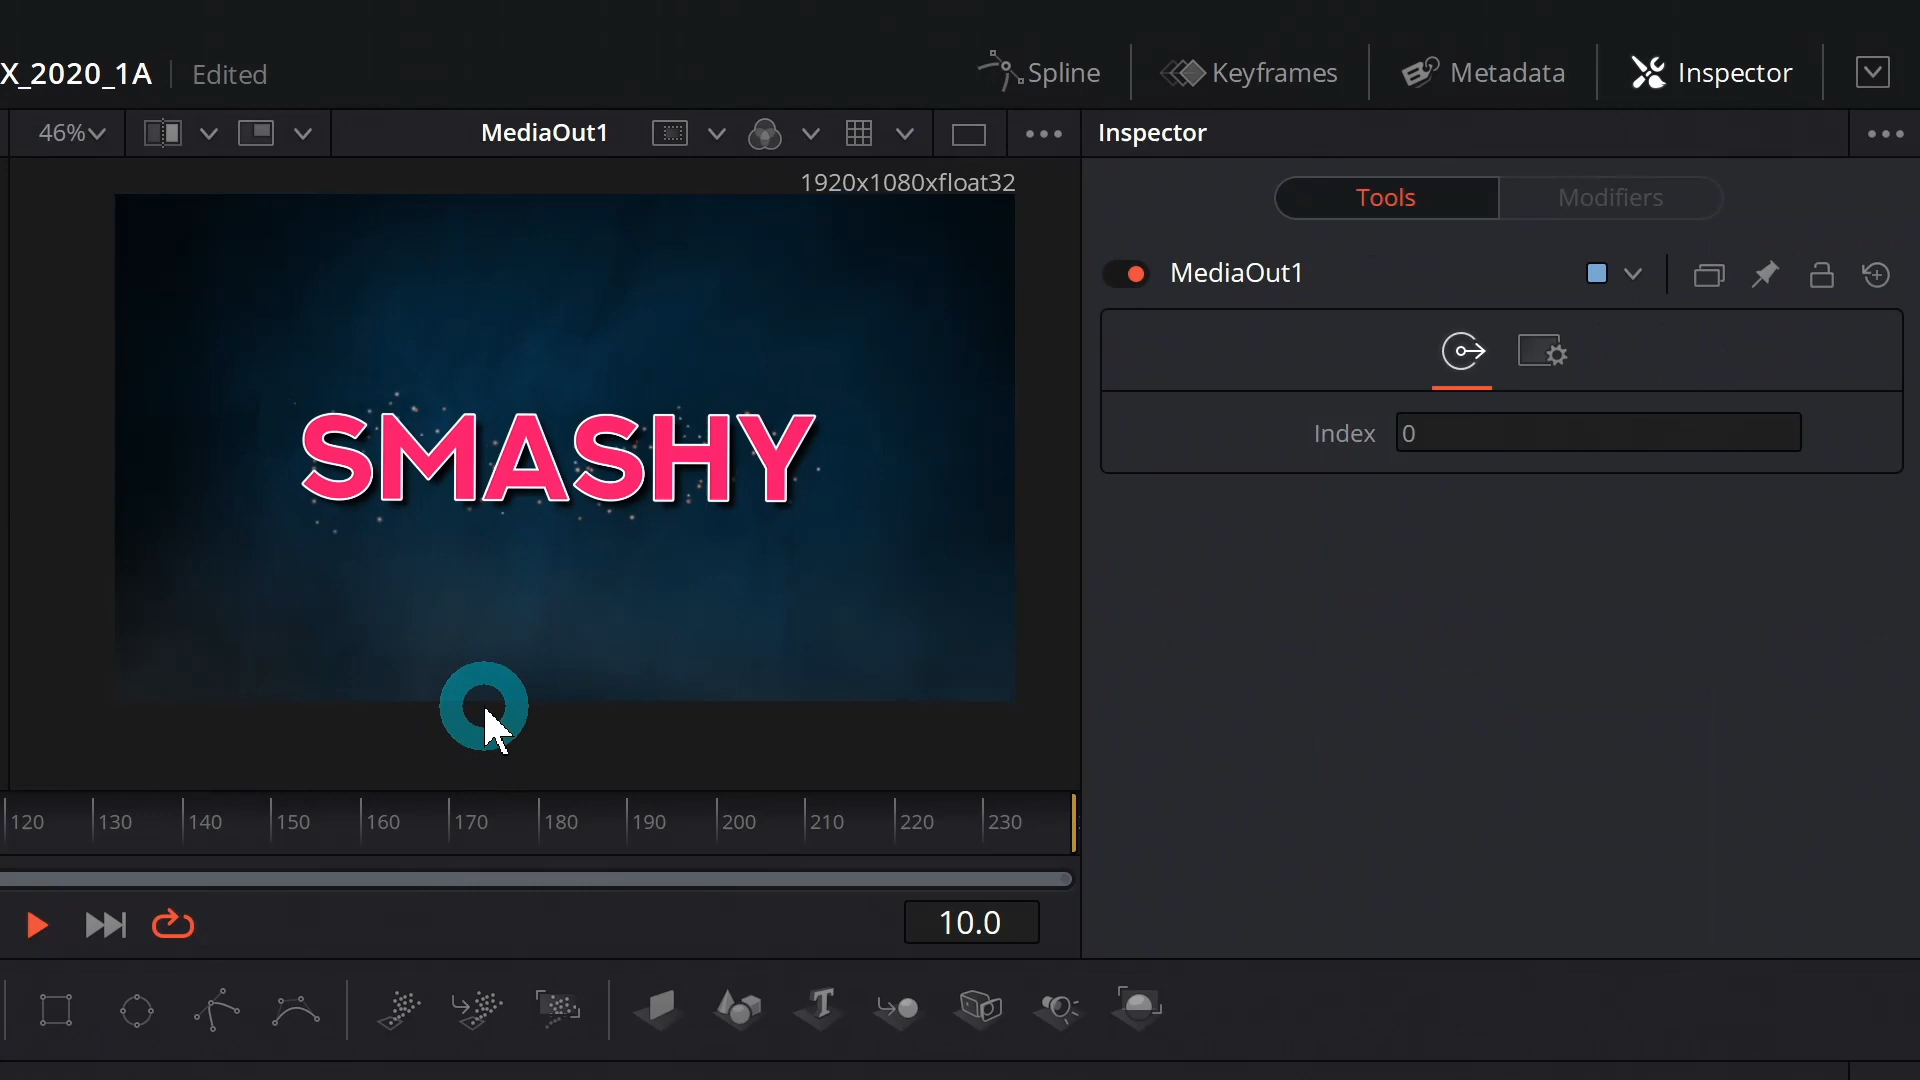 X_2020_1A Edited Spline Keyframes Metadata Inspector
46% MediaOut1 Inspector
1920x1080xfloat32
Tools Modifiers
MediaOut1
Index 0
SMASHY
120 130 140 150 160 170 180 190 200 210 220 230
10.0